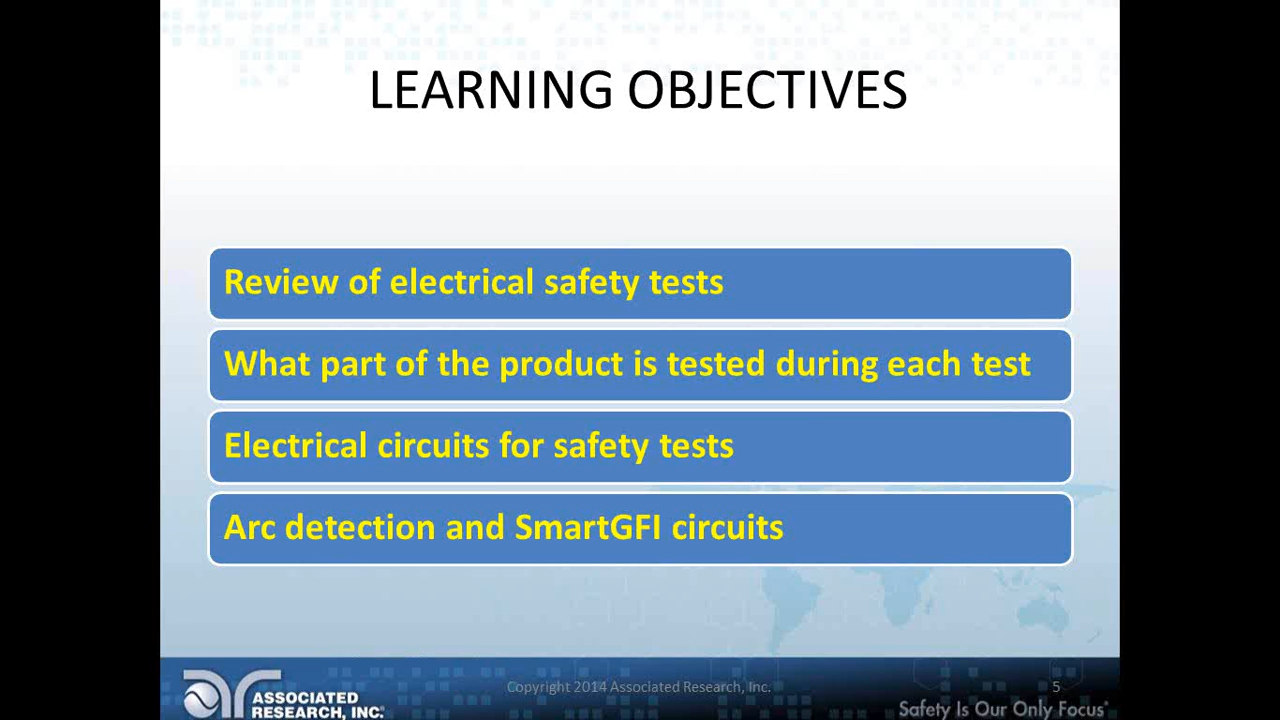 LEARNING OBJECTIVES
Review of electrical safety tests
What part of the product is tested during each test
Electrical circuits for safety tests
Arc detection and SmartGFI circuits
ASSOCIATED
RESEARCH, INC.
Copyright 2014 Associated Research, Inc.
5
Safety Is Our Only Focus